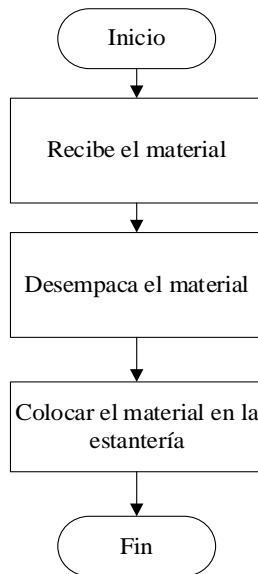 Inicio
Recibe el material
Desempaca el material
Colocar el material en la
estantería
Fin